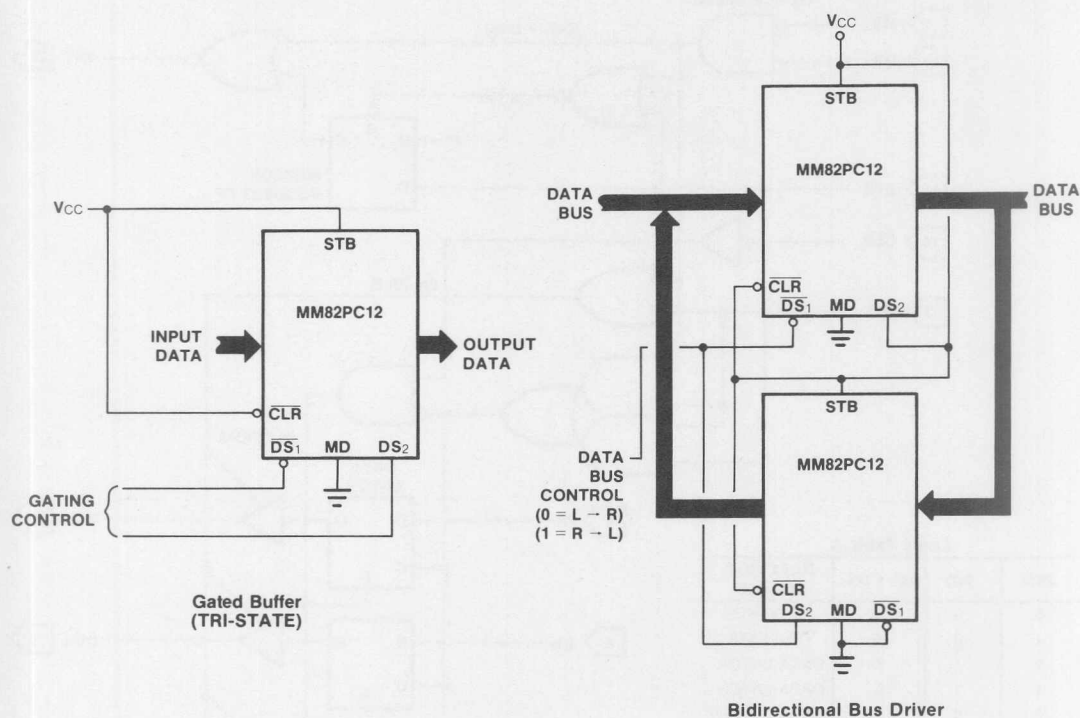 VCC
STB
MM82PC12
INPUT
DATA
OUTPUT
DATA
CLR
DS1 MD DS2
GATING
CONTROL
Gated Buffer
(TRI-STATE)
VCC
STB
MM82PC12
DATA
BUS
DATA
BUS
CLR
DS1 MD DS2
STB
MM82PC12
DATA
BUS
CONTROL
(0 = L → R)
(1 = R → L)
CLR
DS2 MD DS1
Bidirectional Bus Driver